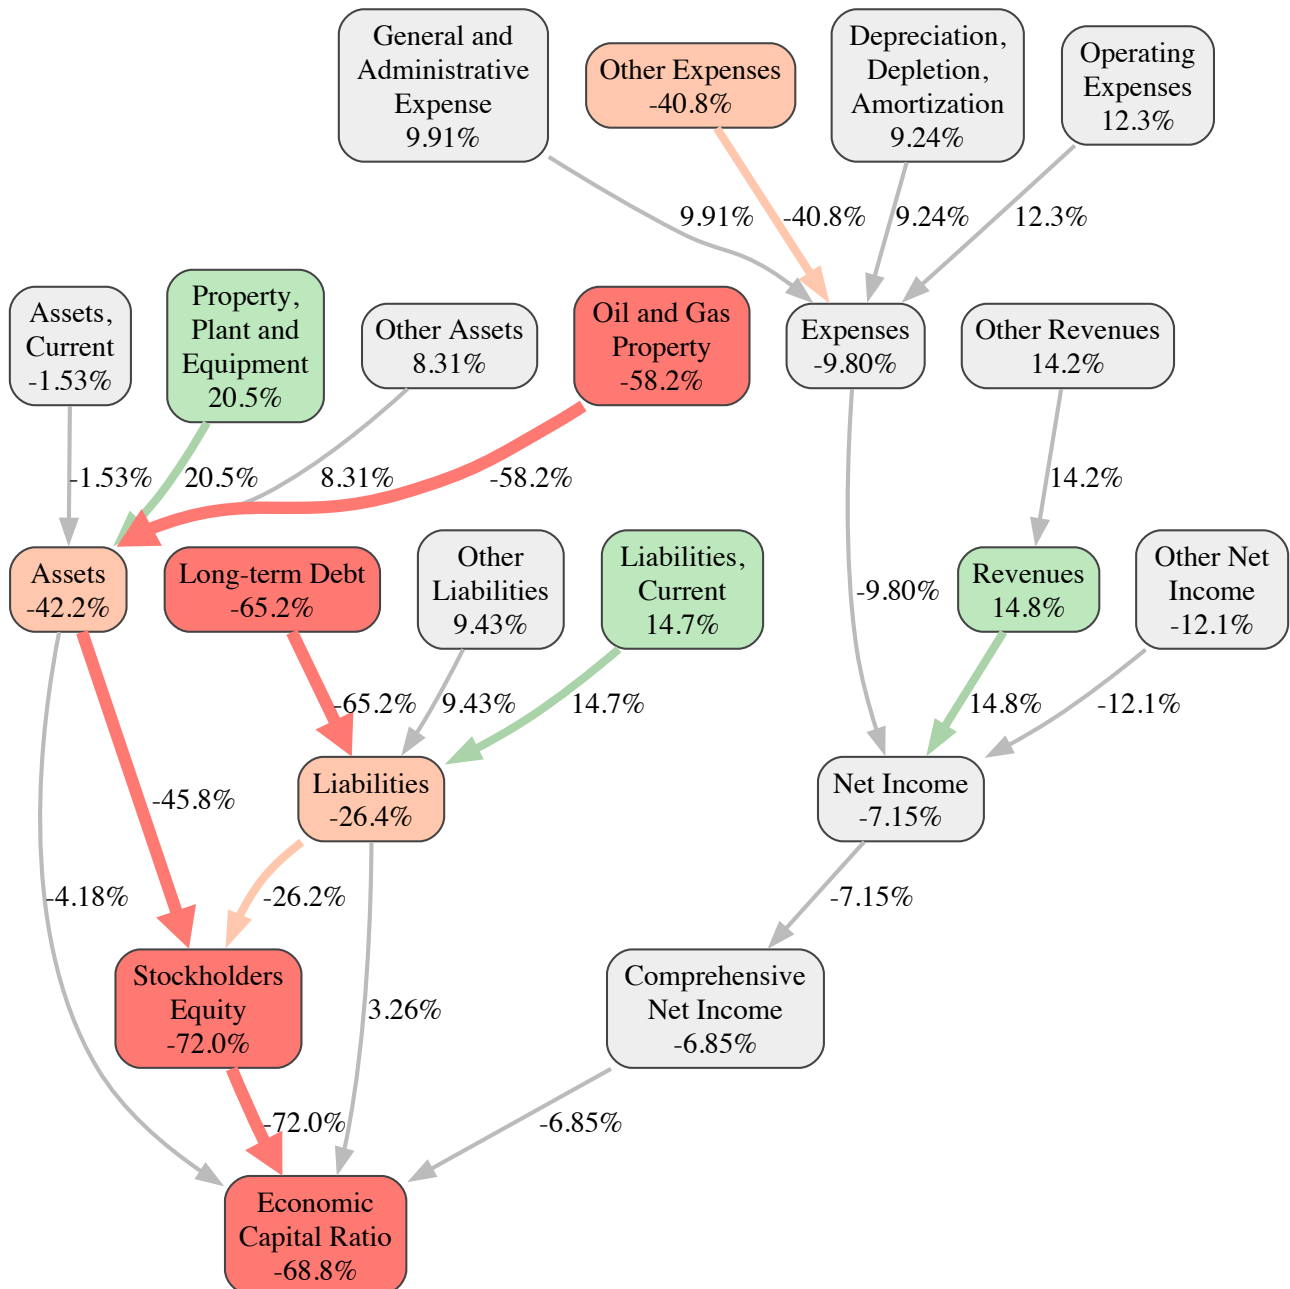 General and
Administrative
Expense
9.91%
Other Expenses
-40.8%
Depreciation,
Depletion,
Amortization
9.24%
Operating
Expenses
12.3%
9.91%
-40.8%
9.24%
12.3%
Assets,
Current
-1.53%
Property,
Plant and
Equipment
20.5%
Other Assets
8.31%
Oil and Gas
Property
-58.2%
Expenses
-9.80%
Other Revenues
14.2%
-1.53%
20.5%
8.31%
-58.2%
14.2%
Assets
-42.2%
Long-term Debt
-65.2%
Other
Liabilities
9.43%
Liabilities,
Current
14.7%
-9.80%
Revenues
14.8%
Other Net
Income
-12.1%
-65.2%
9.43%
14.7%
14.8%
-12.1%
-45.8%
Liabilities
-26.4%
Net Income
-7.15%
-4.18%
-26.2%
-7.15%
Stockholders
Equity
-72.0%
3.26%
Comprehensive
Net Income
-6.85%
-72.0%
-6.85%
Economic
Capital Ratio
-68.8%